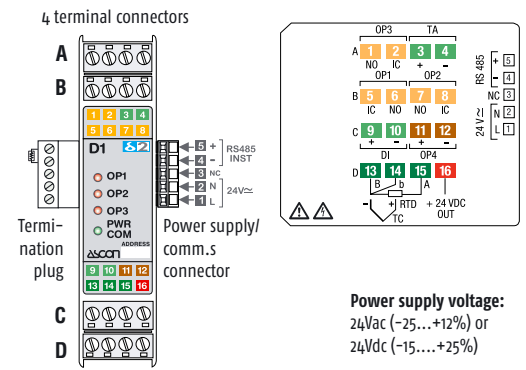 4 terminal connectors
A
B
1 2 3 4
5 6 7 8
D1
OP1
OP2
OP3
PWR
COM
ADDRESS
ASCON
9 10 11 12
13 14 15 16
C
D
Termi-
nation
plug
5 + RS485
4 - INST
3 NC
2 N 24V≂
1 L
Power supply/
comm.s
connector
OP3 TA
A 1 2 3 4
NO IC + -
OP1 OP2
B 5 6 7 8
NO IC NO IC
C 9 10 11 12
+ - + -
DI OP4
D 13 14 15 16
B b A
- + RTD + 24 VDC
TC OUT
RS 485 + 5
- 4
NC 3
24 V≂ N 2
L 1
Power supply voltage:
24Vac (-25...+12%) or
24Vdc (-15....+25%)